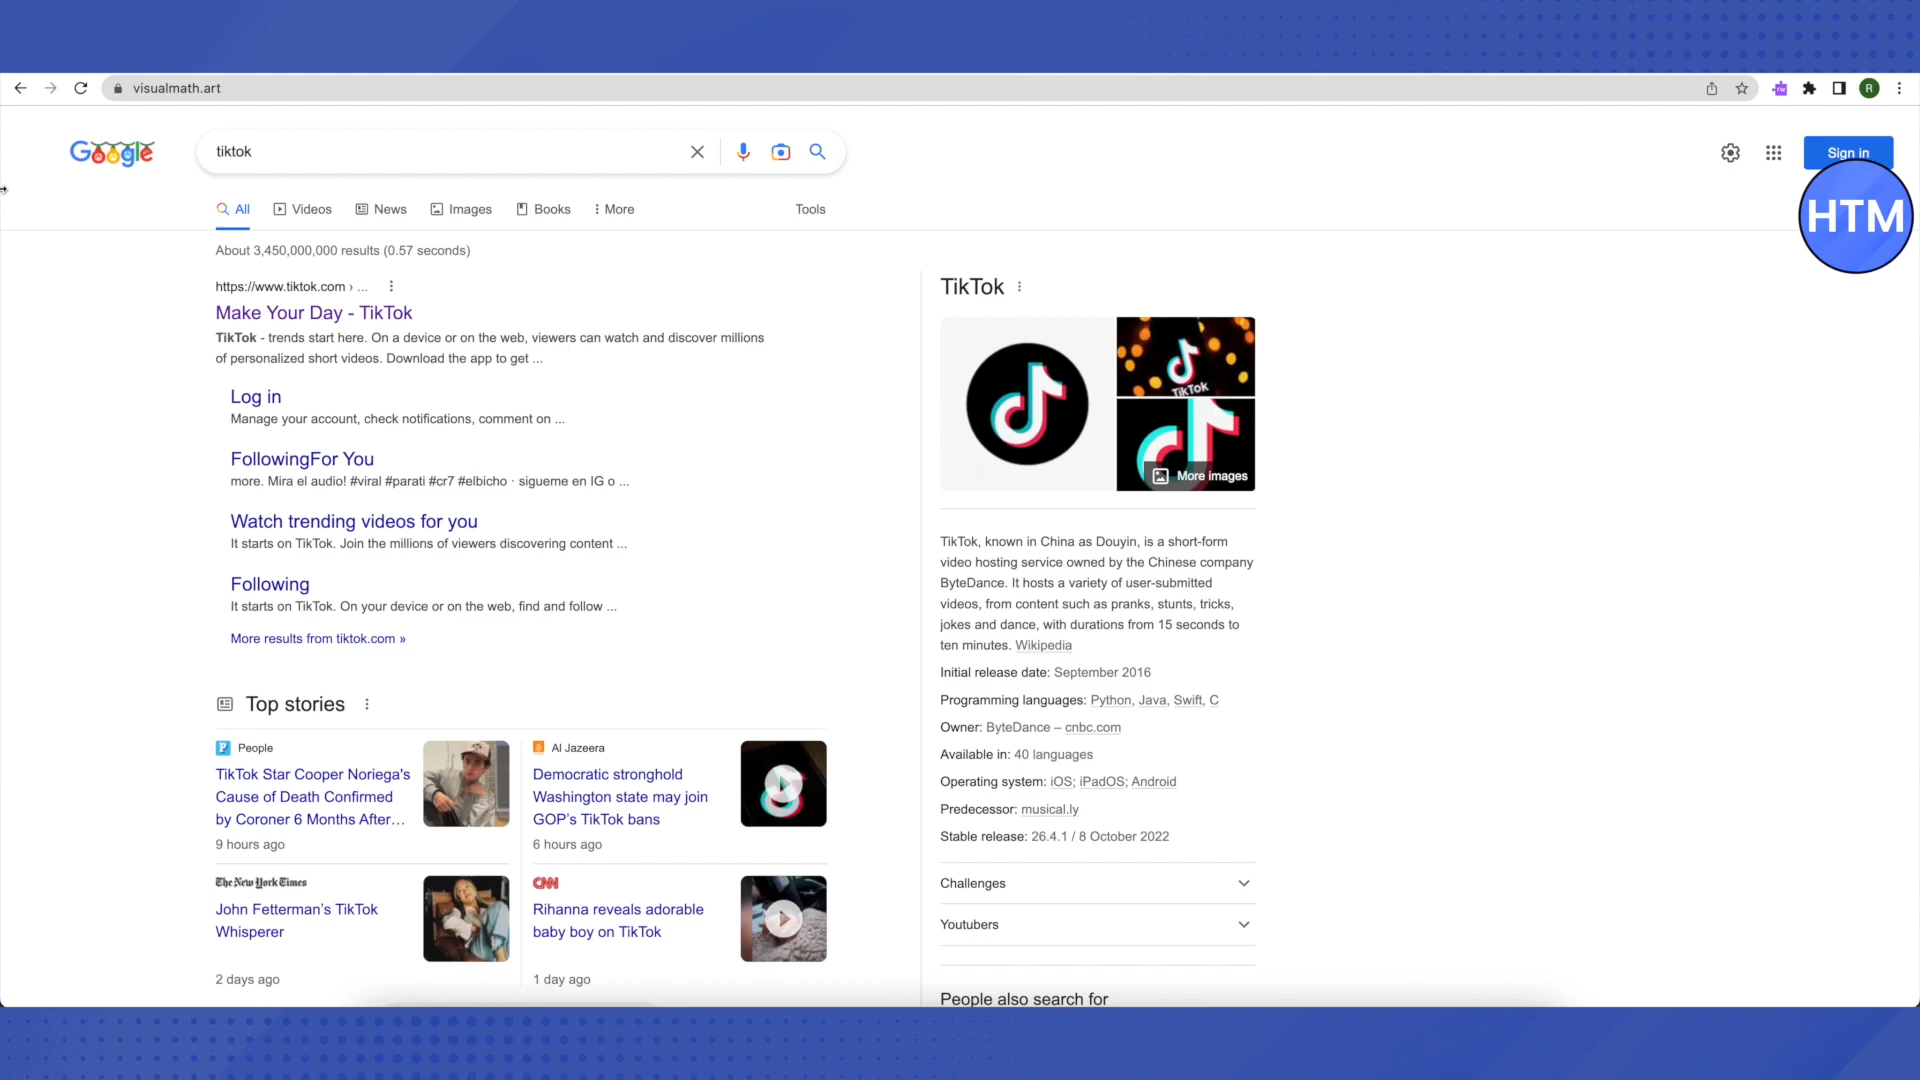 visualmath.art
R
Google
tiktok
Sign in
HTM
All
Videos
News
Images
Books
More
Tools
About 3,450,000,000 results (0.57 seconds)
https://www.tiktok.com › ...
Make Your Day - TikTok
TikTok - trends start here. On a device or on the web, viewers can watch and discover millions
of personalized short videos. Download the app to get ...
Log in
Manage your account, check notifications, comment on ...
FollowingFor You
more. Mira el audio! #viral #parati #cr7 #elbicho · sigueme en IG o ...
Watch trending videos for you
It starts on TikTok. Join the millions of viewers discovering content ...
Following
It starts on TikTok. On your device or on the web, find and follow ...
More results from tiktok.com »
Top stories
People
TikTok Star Cooper Noriega's
Cause of Death Confirmed
by Coroner 6 Months After…
9 hours ago
Al Jazeera
Democratic stronghold
Washington state may join
GOP's TikTok bans
6 hours ago
The New York Times
John Fetterman's TikTok
Whisperer
2 days ago
CNN
Rihanna reveals adorable
baby boy on TikTok
1 day ago
TikTok
TikTok
More images
TikTok, known in China as Douyin, is a short-form
video hosting service owned by the Chinese company
ByteDance. It hosts a variety of user-submitted
videos, from content such as pranks, stunts, tricks,
jokes and dance, with durations from 15 seconds to
ten minutes. Wikipedia
Initial release date: September 2016
Programming languages: Python, Java, Swift, C
Owner: ByteDance – cnbc.com
Available in: 40 languages
Operating system: iOS; iPadOS; Android
Predecessor: musical.ly
Stable release: 26.4.1 / 8 October 2022
Challenges
Youtubers
People also search for